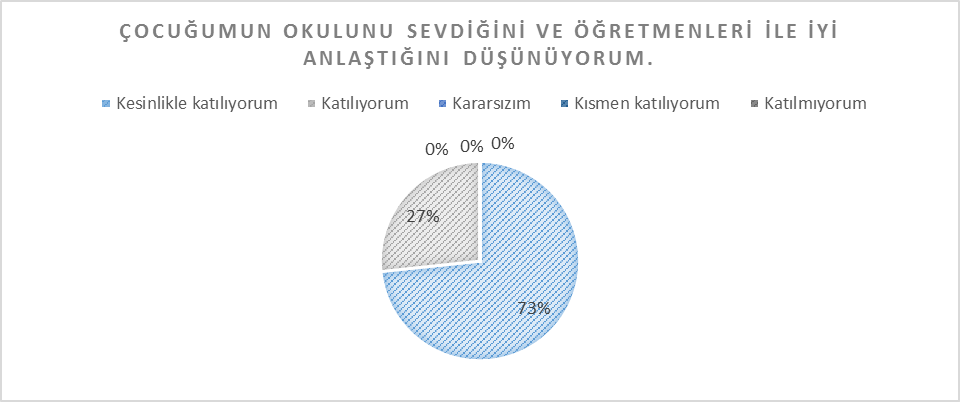 ÇOCUĞUMUN OKULUNU SEVDİĞİNİ VE ÖĞRETMENLERİ İLE İYİ
ANLAŞTIĞINI DÜŞÜNÜYORUM.
Kesinlikle katılıyorum Katılıyorum Kararsızım Kısmen katılıyorum Katılmıyorum
0% 0% 0%
27%
73%